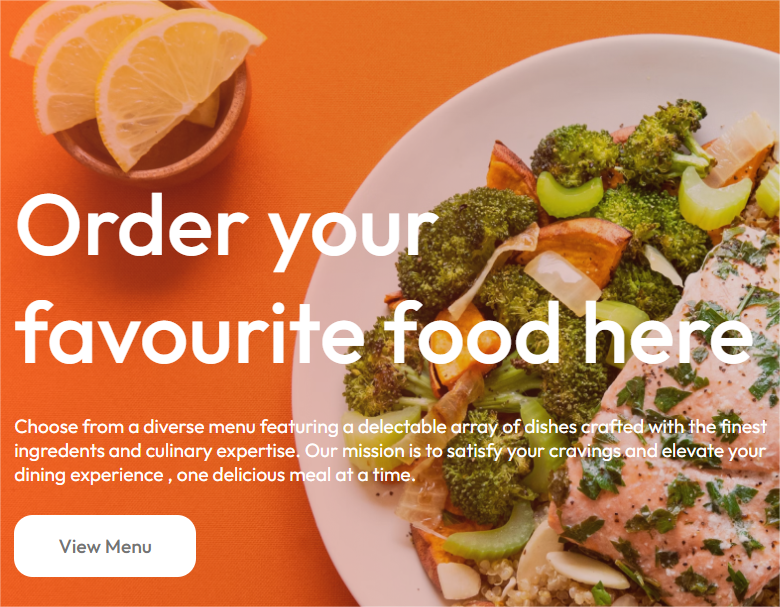 Order your
favourite food here
Choose from a diverse menu featuring a delectable array of dishes crafted with the finest
ingredents and culinary expertise. Our mission is to satisfy your cravings and elevate your
dining experience , one delicious meal at a time.
View Menu